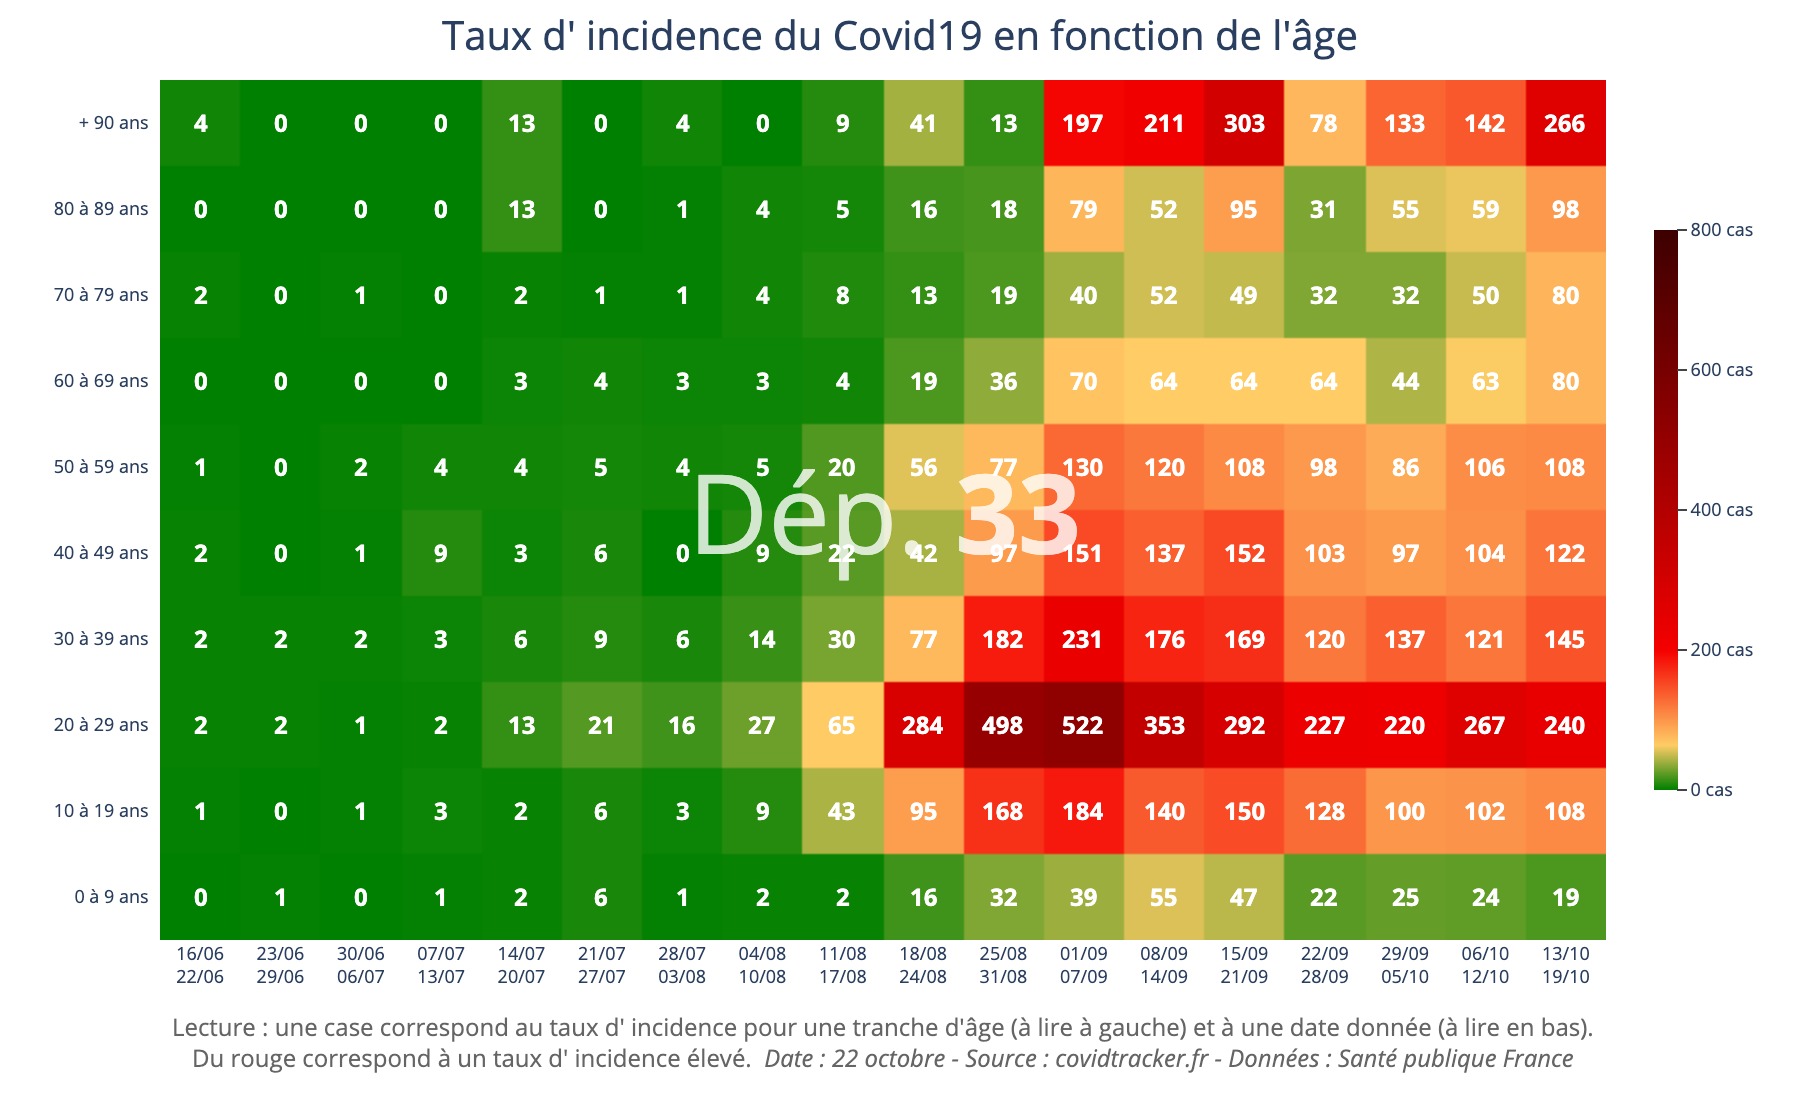 Taux d' incidence du Covid19 en fonction de l'âge
+ 90 ans 4 0 0 0 13 0 4 0 9 41 13 197 211 303 78 133 142 266
80 à 89 ans 0 0 0 0 13 0 1 4 5 16 18 79 52 95 31 55 59 98
800 cas
70 à 79 ans 2 0 1 0 2 1 1 4 8 13 19 40 52 49 32 32 50 80
600 cas
60 à 69 ans 0 0 0 0 3 4 3 3 4 19 36 70 64 64 64 44 63 80
50 à 59 ans 1 0 2 4 4 5 4 5 20 56 77 130 120 108 98 86 106 108
Dép. 33
400 cas
40 à 49 ans 2 0 1 9 3 6 0 9 22 42 97 151 137 152 103 97 104 122
30 à 39 ans 2 2 2 3 6 9 6 14 30 77 182 231 176 169 120 137 121 145
200 cas
20 à 29 ans 2 2 1 2 13 21 16 27 65 284 498 522 353 292 227 220 267 240
0 cas
10 à 19 ans 1 0 1 3 2 6 3 9 43 95 168 184 140 150 128 100 102 108
0 à 9 ans 0 1 0 1 2 6 1 2 2 16 32 39 55 47 22 25 24 19
16/06 23/06 30/06 07/07 14/07 21/07 28/07 04/08 11/08 18/08 25/08 01/09 08/09 15/09 22/09 29/09 06/10 13/10
22/06 29/06 06/07 13/07 20/07 27/07 03/08 10/08 17/08 24/08 31/08 07/09 14/09 21/09 28/09 05/10 12/10 19/10
Lecture : une case correspond au taux d' incidence pour une tranche d'âge (à lire à gauche) et à une date donnée (à lire en bas).
Du rouge correspond à un taux d' incidence élevé. Date : 22 octobre - Source : covidtracker.fr - Données : Santé publique France